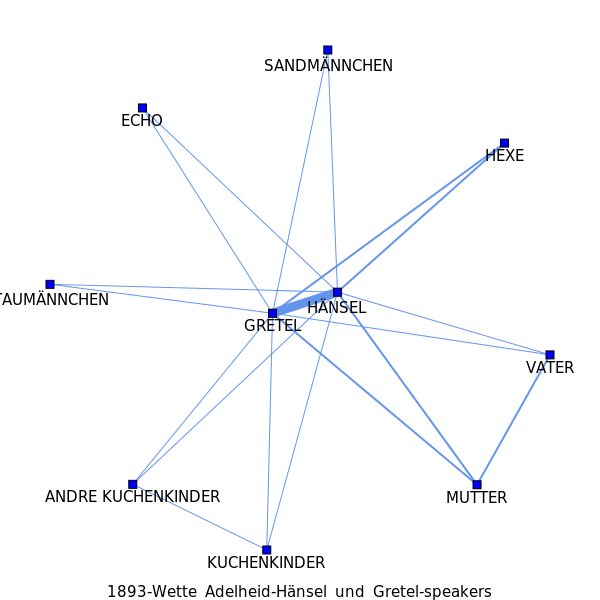 SANDMÄNNCHEN
ECHO
HEXE
TAUMÄNNCHEN
HÄNSEL
GRETEL
VATER
ANDRE KUCHENKINDER
MUTTER
KUCHENKINDER
1893-Wette Adelheid-Hänsel und Gretel-speakers